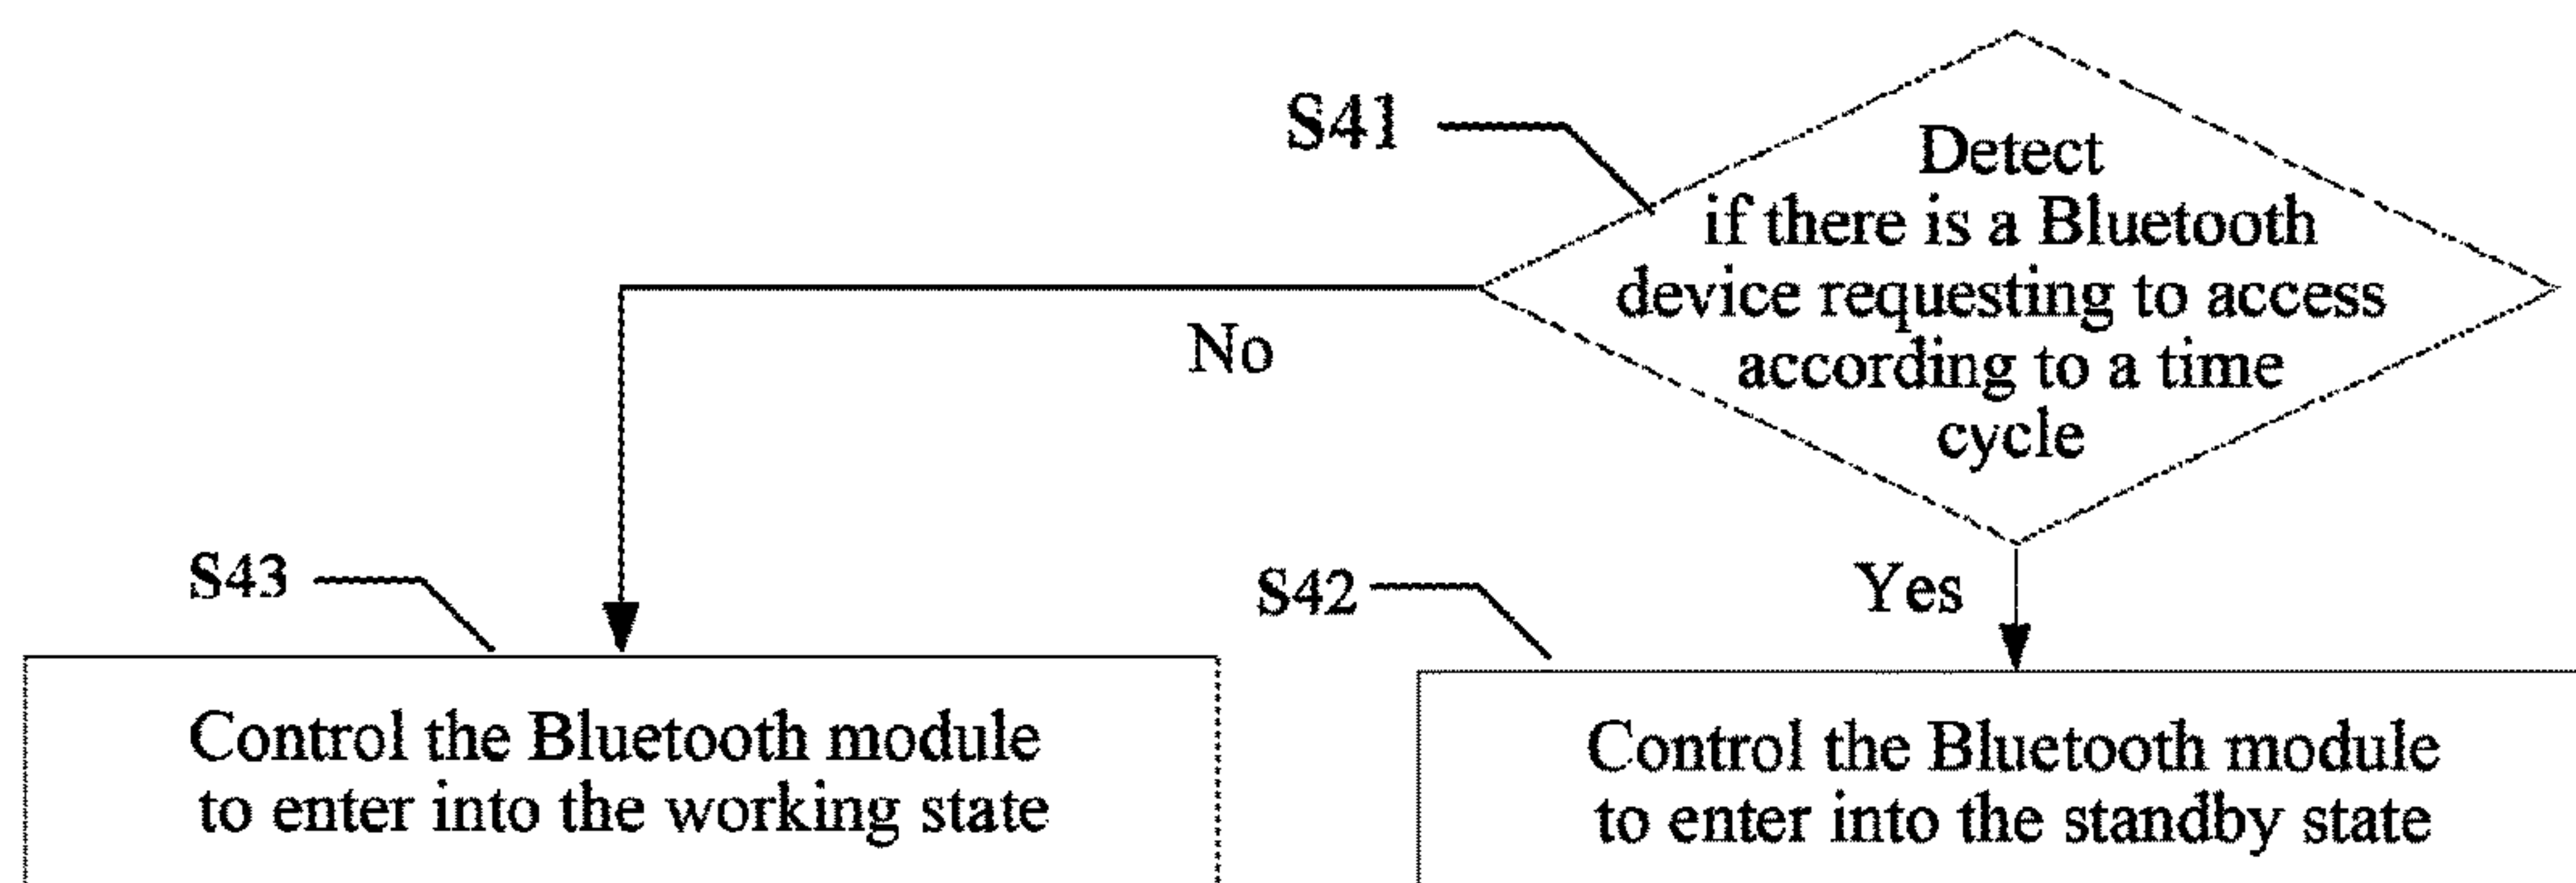 S41
Detect
if there is a Bluetooth
device requesting to access
according to a time
cycle
No
Yes
S43
S42
Control the Bluetooth module
to enter into the working state
Control the Bluetooth module
to enter into the standby state